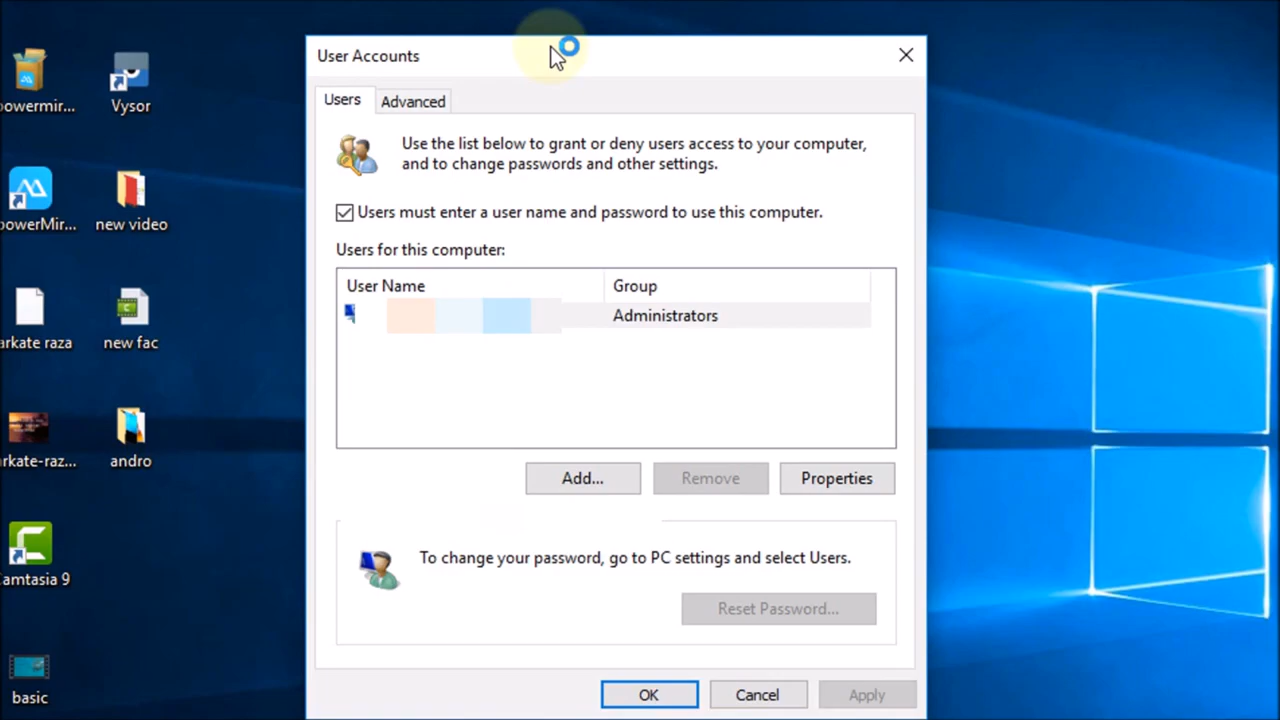 User Accounts
Users
Advanced
Use the list below to grant or deny users access to your computer,
and to change passwords and other settings.
Users must enter a user name and password to use this computer.
Users for this computer:
User Name
Group
Administrators
Add...
Remove
Properties
To change your password, go to PC settings and select Users.
Reset Password...
OK
Cancel
Apply
powermir...
Vysor
powerMir...
new video
arkate raza
new fac
arkate-raz...
andro
Camtasia 9
basic